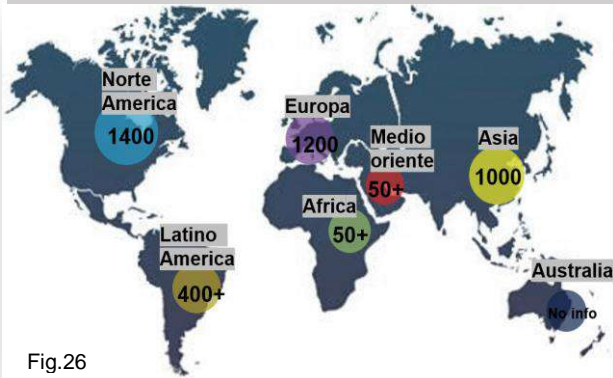 Norte
America
1400
Europa
1200
Medio
oriente
50+
Asia
1000
Africa
50+
Latino
America
400+
Australia
No info
Fig.26